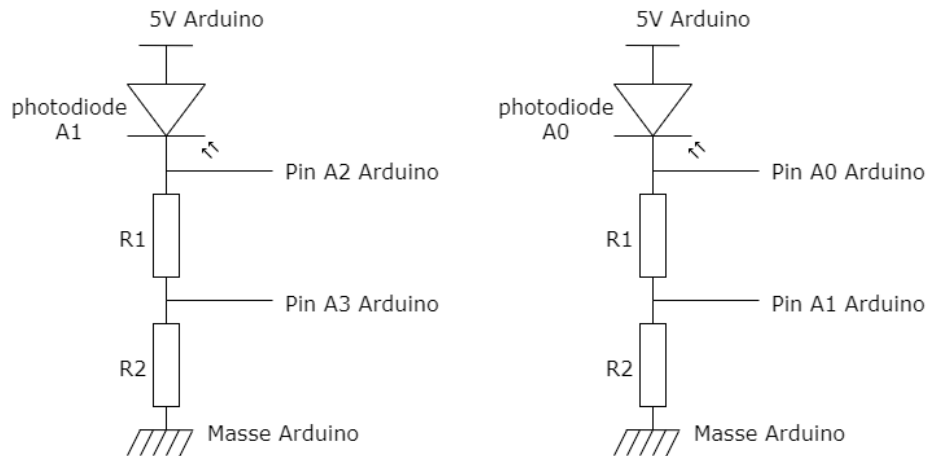 5V Arduino
photodiode
A1
Pin A2 Arduino
R1
Pin A3 Arduino
R2
Masse Arduino
5V Arduino
photodiode
A0
Pin A0 Arduino
R1
Pin A1 Arduino
R2
Masse Arduino